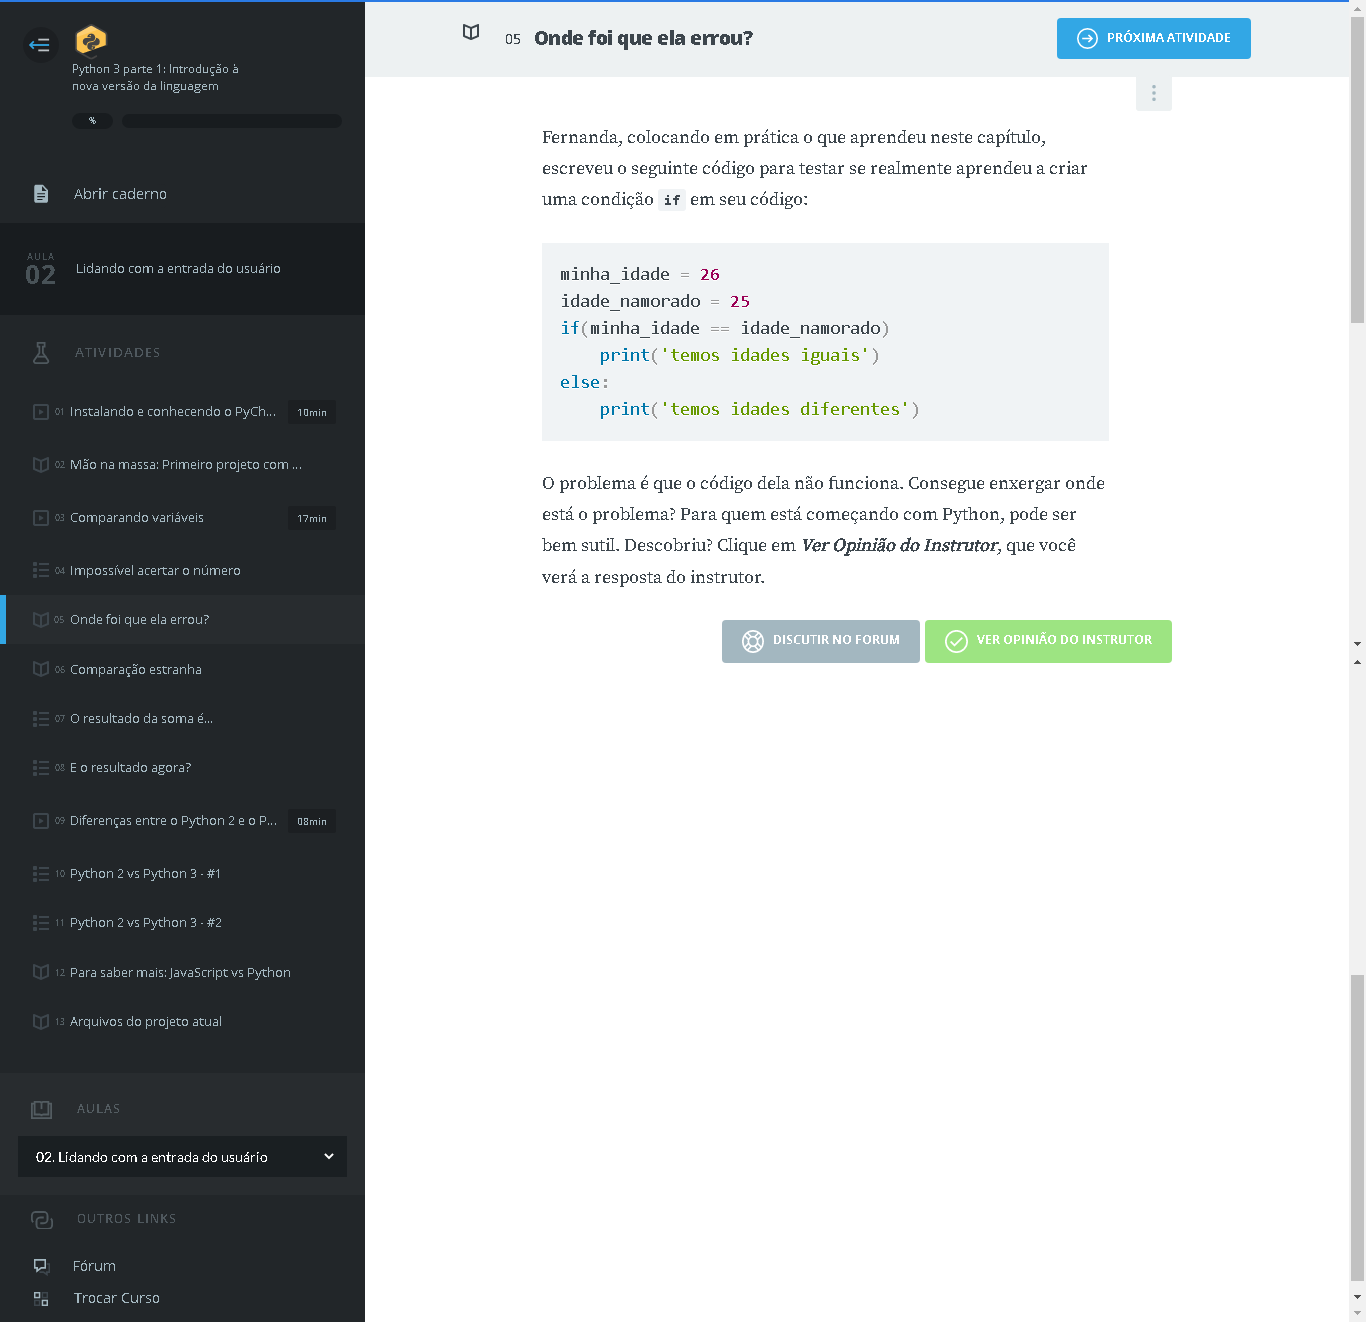 Python 3 parte 1: Introdução à
nova versão da linguagem
%
Abrir caderno
AULA
02
Lidando com a entrada do usuário
ATIVIDADES
01 Instalando e conhecendo o PyCh... 10min
02 Mão na massa: Primeiro projeto com ...
03 Comparando variáveis 17min
04 Impossível acertar o número
05 Onde foi que ela errou?
06 Comparação estranha
07 O resultado da soma é...
08 E o resultado agora?
09 Diferenças entre o Python 2 e o P... 08min
10 Python 2 vs Python 3 - #1
11 Python 2 vs Python 3 - #2
12 Para saber mais: JavaScript vs Python
13 Arquivos do projeto atual
AULAS
02. Lidando com a entrada do usuário
OUTROS LINKS
Fórum
Trocar Curso
05 Onde foi que ela errou?
PRÓXIMA ATIVIDADE
Fernanda, colocando em prática o que aprendeu neste capítulo,
escreveu o seguinte código para testar se realmente aprendeu a criar
uma condição if em seu código:
minha_idade = 26
idade_namorado = 25
if(minha_idade == idade_namorado)
    print('temos idades iguais')
else:
    print('temos idades diferentes')
O problema é que o código dela não funciona. Consegue enxergar onde
está o problema? Para quem está começando com Python, pode ser
bem sutil. Descobriu? Clique em Ver Opinião do Instrutor, que você
verá a resposta do instrutor.
DISCUTIR NO FORUM
VER OPINIÃO DO INSTRUTOR